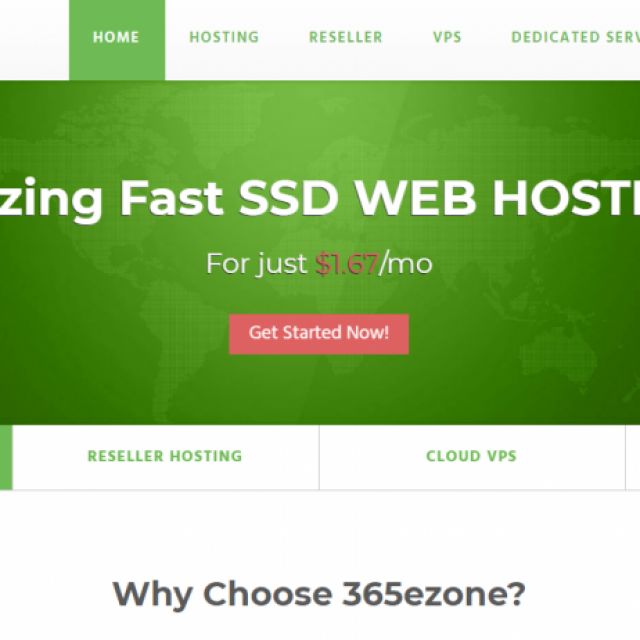 HOME HOSTING RESELLER VPS DEDICATED SERV
zing Fast SSD WEB HOST
For just $1.67/mo
Get Started Now!
RESELLER HOSTING CLOUD VPS
Why Choose 365ezone?